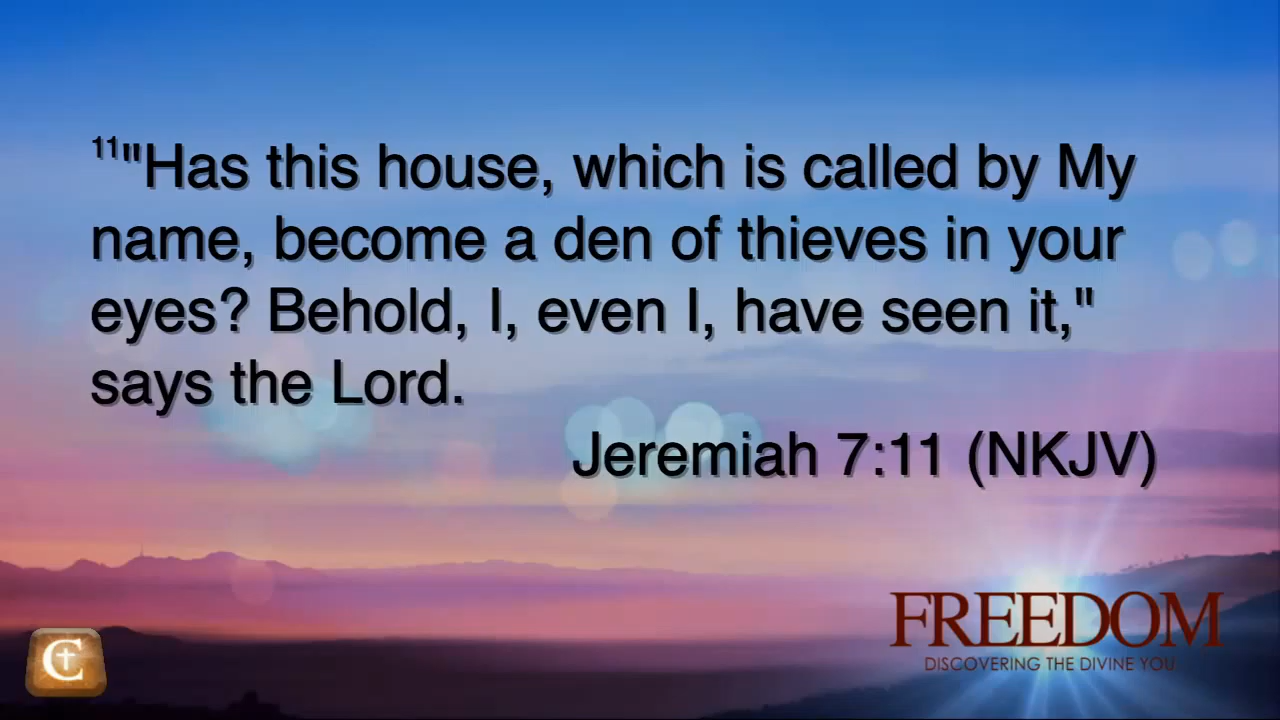 11"Has this house, which is called by My
name, become a den of thieves in your
eyes? Behold, I, even I, have seen it,"
says the Lord.
Jeremiah 7:11 (NKJV)
FREEDOM
DISCOVERING THE DIVINE YOU
C